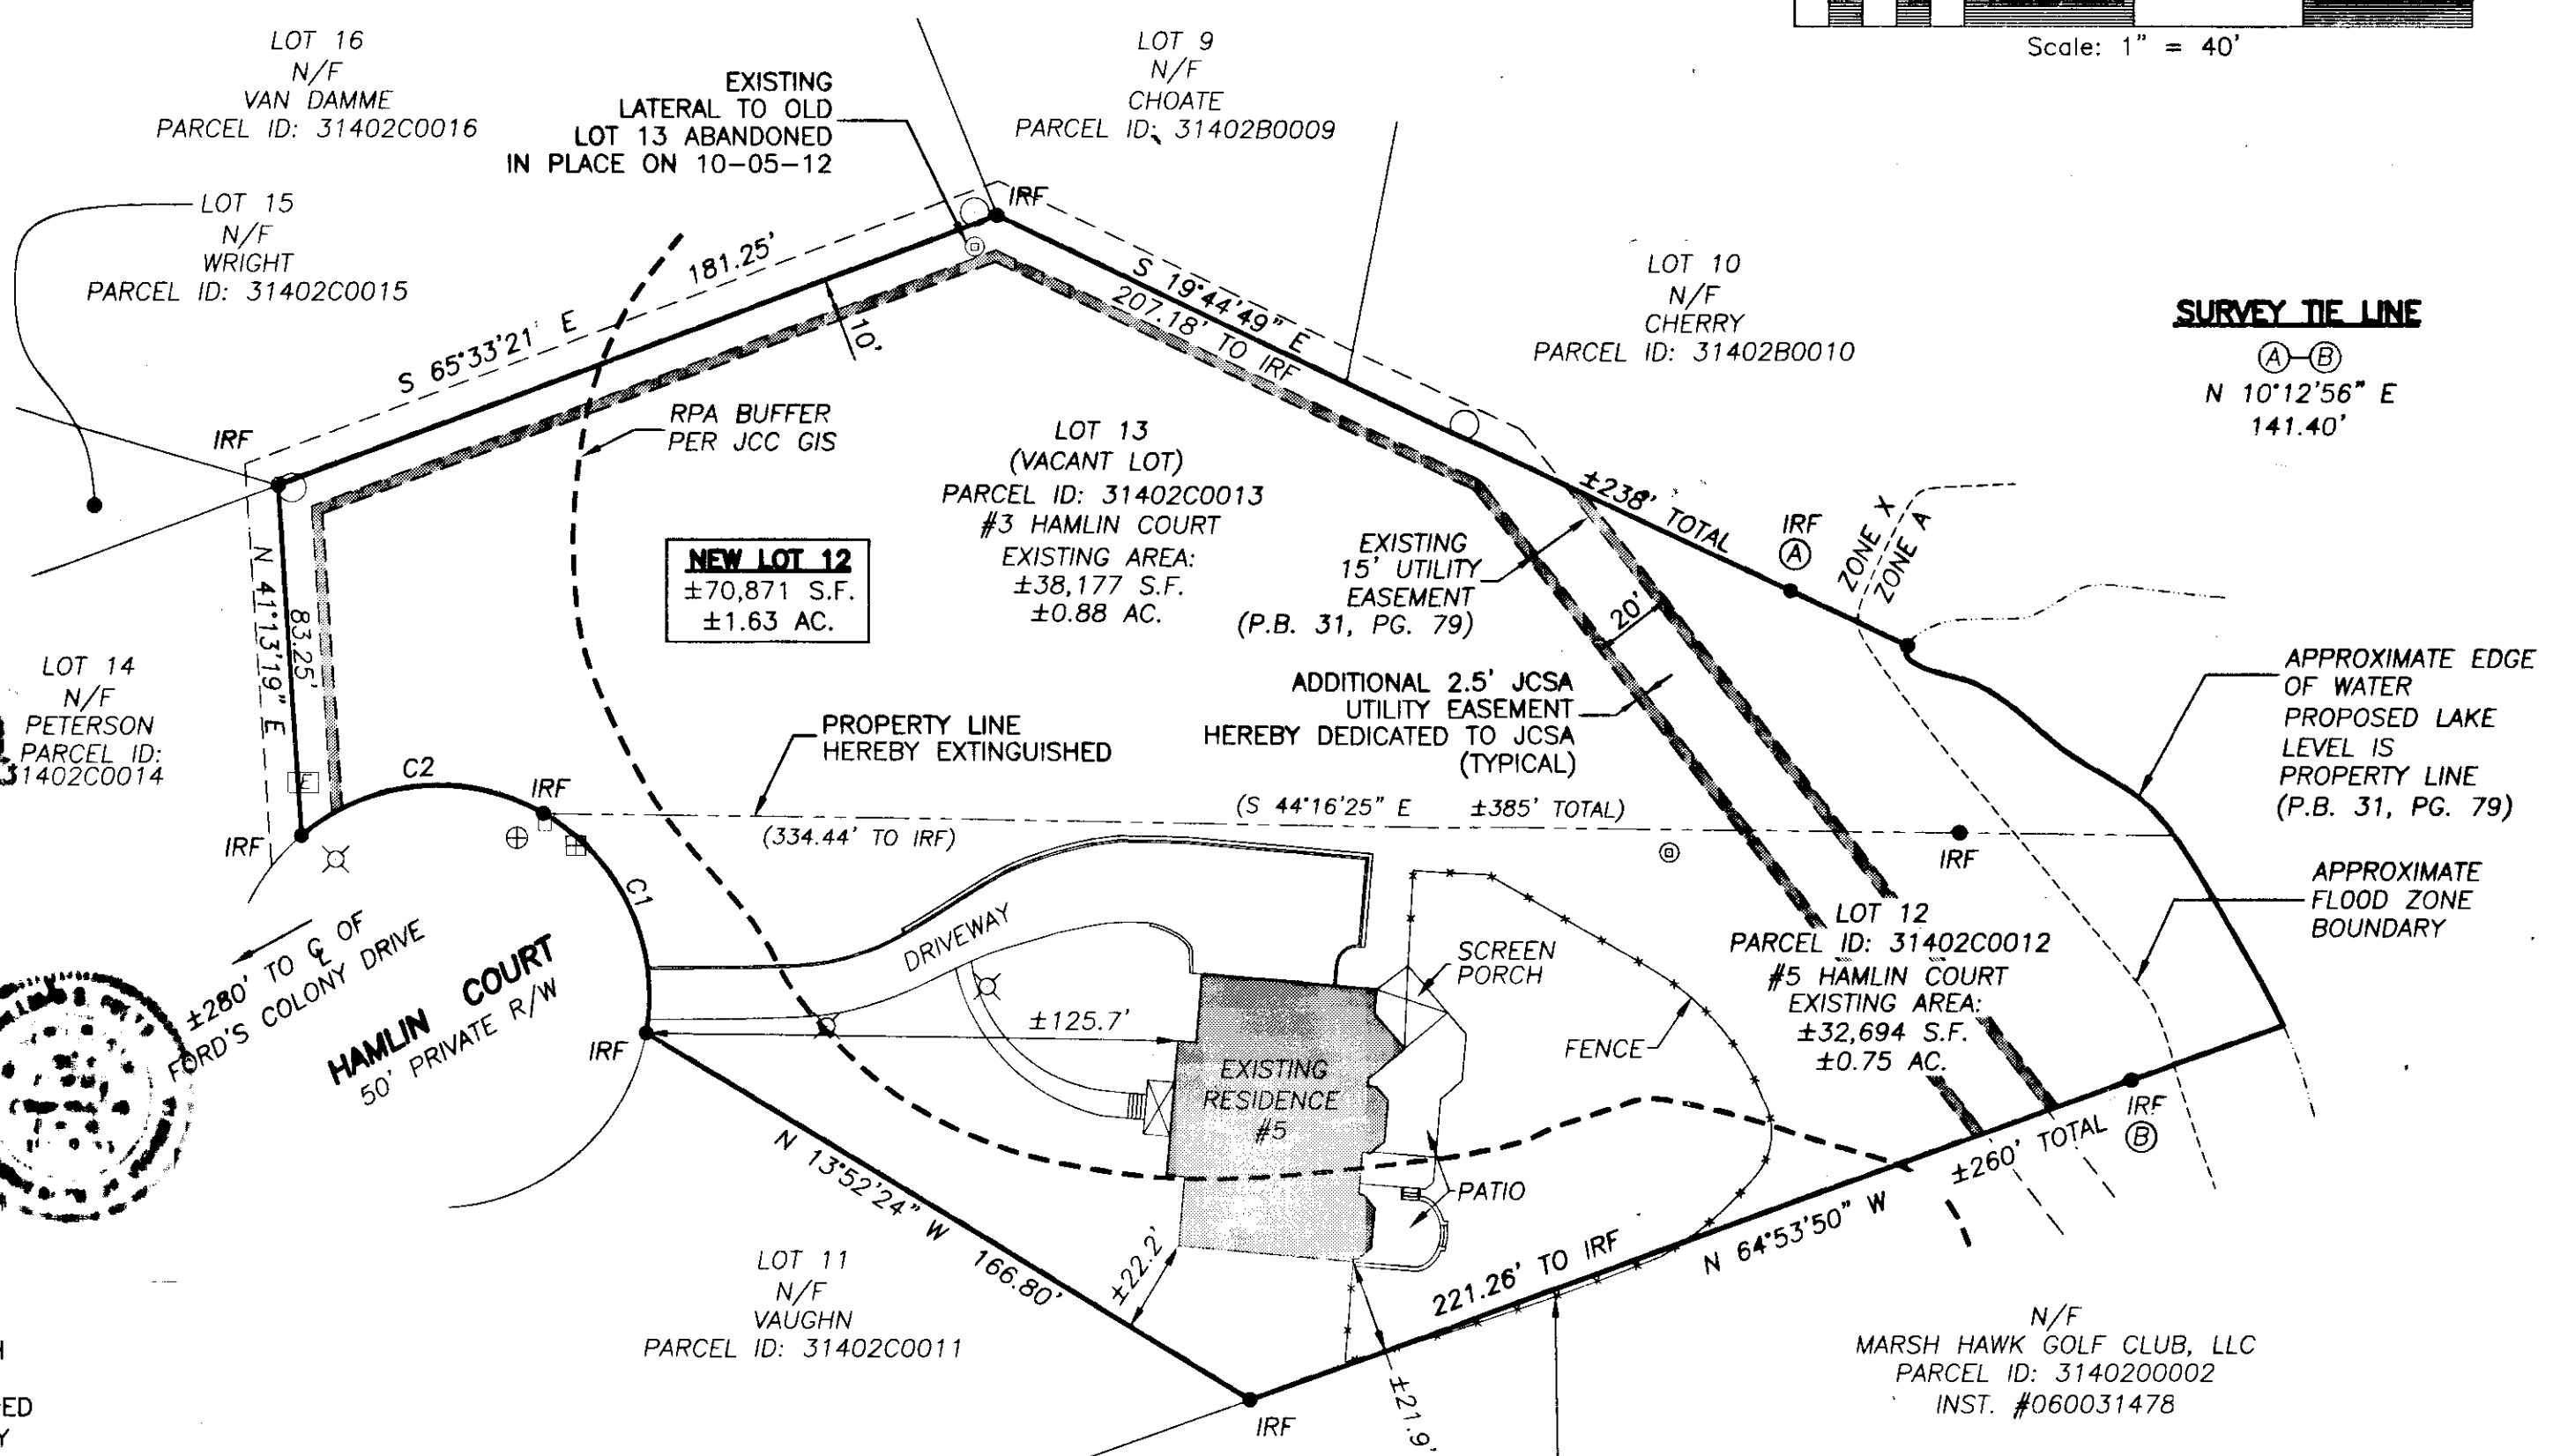 Scale: 1" = 40'
LOT 16
N/F
VAN DAMME
PARCEL ID: 31402C0016
EXISTING
LATERAL TO OLD
LOT 13 ABANDONED
IN PLACE ON 10-05-12
LOT 9
N/F
CHOATE
PARCEL ID: 31402B0009
LOT 15
N/F
WRIGHT
PARCEL ID: 31402C0015
IRF
181.25'
S 65°33'21" E
10'
S 19°44'49" E
207.18' TO IRF
LOT 10
N/F
CHERRY
PARCEL ID: 31402B0010
SURVEY TIE LINE
A-B
N 10°12'56" E
141.40'
IRF
RPA BUFFER
PER JCC GIS
LOT 13
(VACANT LOT)
PARCEL ID: 31402C0013
#3 HAMLIN COURT
EXISTING AREA:
±38,177 S.F.
±0.88 AC.
NEW LOT 12
±70,871 S.F.
±1.63 AC.
EXISTING
15' UTILITY
EASEMENT
(P.B. 31, PG. 79)
±238' TOTAL
IRF
A
ZONE X
ZONE A
20'
N 41°13'19" E
83.25'
LOT 14
N/F
PETERSON
PARCEL ID:
31402C0014
ADDITIONAL 2.5' JCSA
UTILITY EASEMENT
HEREBY DEDICATED TO JCSA
(TYPICAL)
APPROXIMATE EDGE
OF WATER
PROPOSED LAKE
LEVEL IS
PROPERTY LINE
(P.B. 31, PG. 79)
PROPERTY LINE
HEREBY EXTINGUISHED
E
C2
IRF
IRF
(334.44' TO IRF)
(S 44°16'25" E ±385' TOTAL)
IRF
C1
APPROXIMATE
FLOOD ZONE
BOUNDARY
DRIVEWAY
SCREEN
PORCH
LOT 12
PARCEL ID: 31402C0012
#5 HAMLIN COURT
EXISTING AREA:
±32,694 S.F.
±0.75 AC.
±280' TO ℄ OF
FORD'S COLONY DRIVE
HAMLIN COURT
50' PRIVATE R/W
IRF
±125.7'
FENCE
EXISTING
RESIDENCE
#5
IRF
B
±260' TOTAL
N 13°52'24" W 166.80'
PATIO
±22.2'
221.26' TO IRF
N 64°53'50" W
LOT 11
N/F
VAUGHN
PARCEL ID: 31402C0011
±21.9'
IRF
N/F
MARSH HAWK GOLF CLUB, LLC
PARCEL ID: 3140200002
INST. #060031478
ED
Y